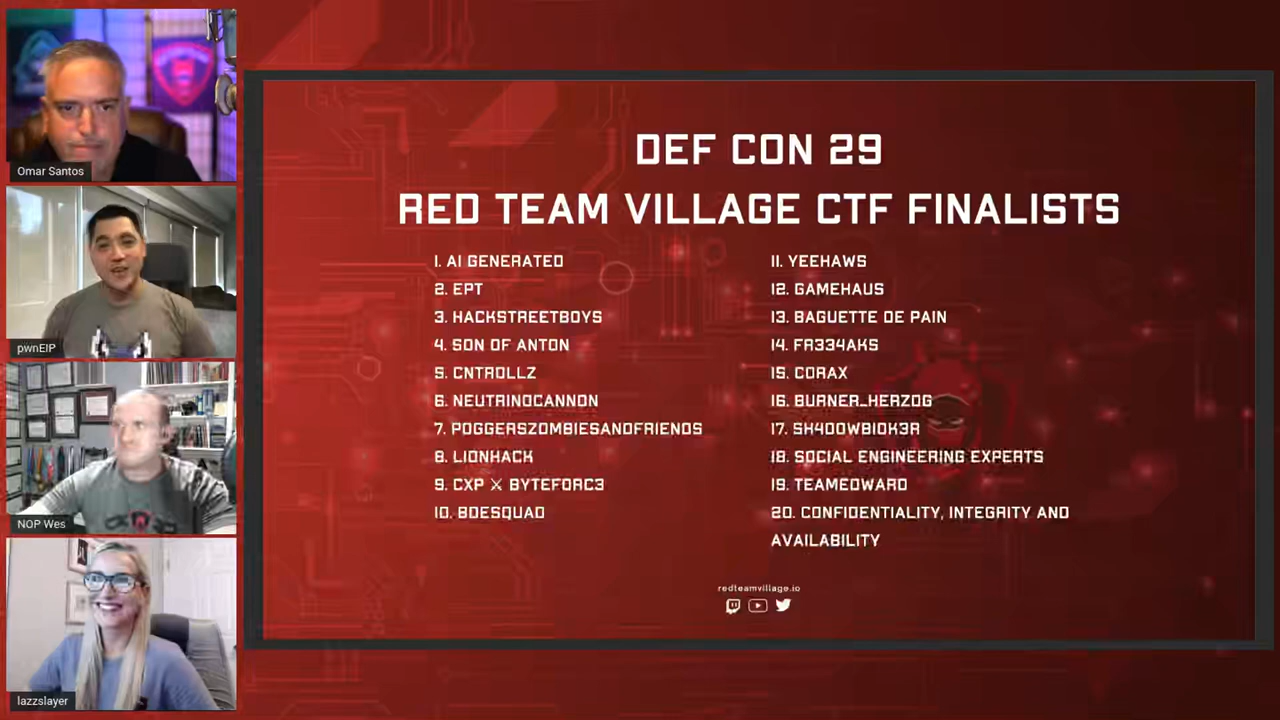 Omar Santos
pwnEIP
NOP Wes
lazzslayer
DEF CON 29
RED TEAM VILLAGE CTF FINALISTS
1. AI GENERATED
2. EPT
3. HACKSTREETBOYS
4. SON OF ANTON
5. CNTROLLZ
6. NEUTRINOCANNON
7. POGGERSZOMBIESANDFRIENDS
8. LIONHACK
9. CXP ⚔ BYTEFORC3
10. BDESQUAD
11. YEEHAWS
12. GAMEHAUS
13. BAGUETTE DE PAIN
14. FR334AKS
15. CORAX
16. BURNER_HERZOG
17. SH4D0WBI0K3R
18. SOCIAL ENGINEERING EXPERTS
19. TEAMEDWARD
20. CONFIDENTIALITY, INTEGRITY AND
AVAILABILITY
redteamvillage.io